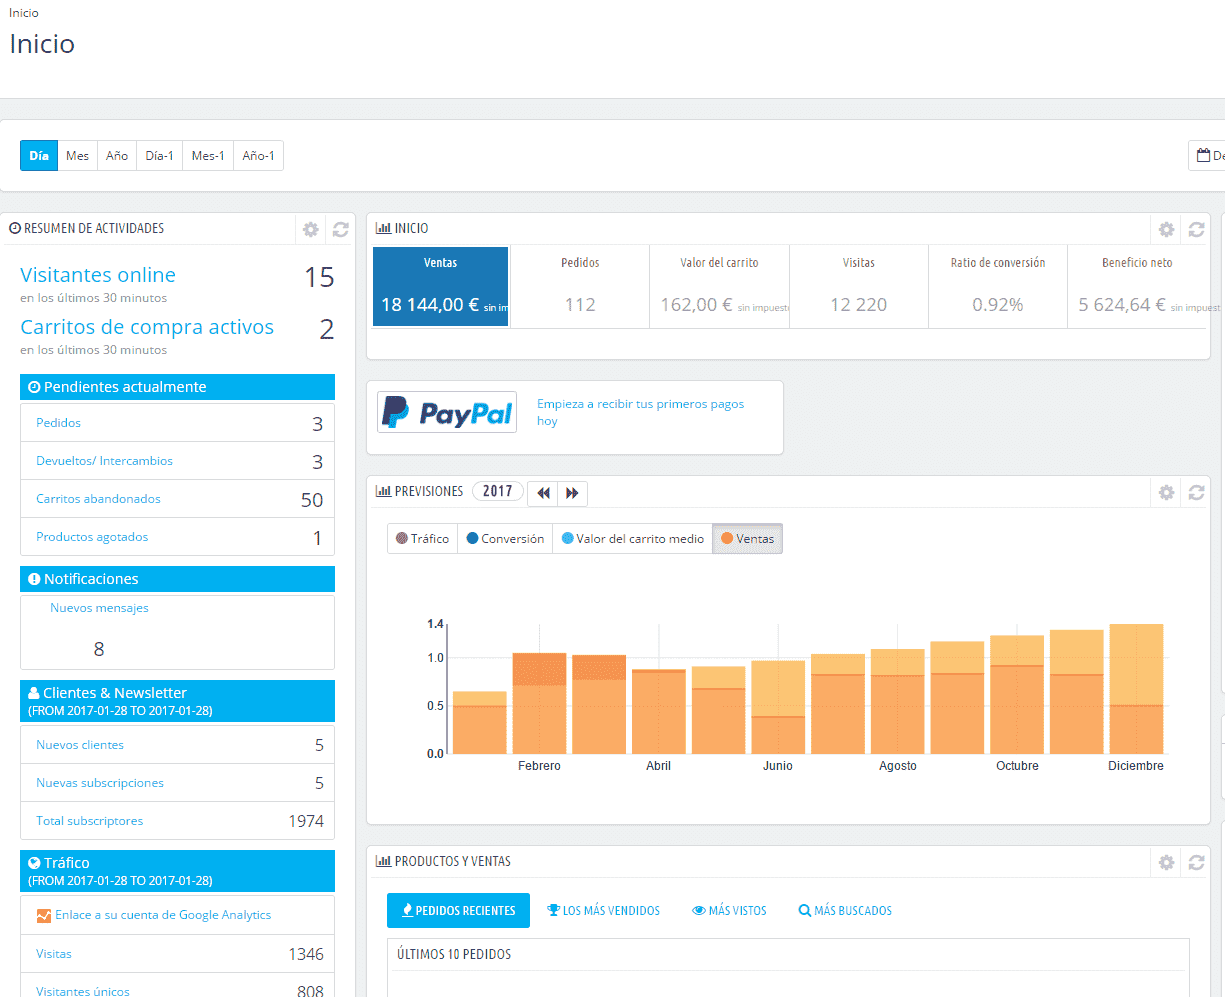 Inicio
Inicio
Día Mes Año Día-1 Mes-1 Año-1
RESUMEN DE ACTIVIDADES
Visitantes online 15
en los últimos 30 minutos
Carritos de compra activos 2
en los últimos 30 minutos
Pendientes actualmente
Pedidos 3
Devueltos/ Intercambios 3
Carritos abandonados 50
Productos agotados 1
Notificaciones
Nuevos mensajes
8
Clientes & Newsletter
(FROM 2017-01-28 TO 2017-01-28)
Nuevos clientes 5
Nuevas subscripciones 5
Total subscriptores 1974
Tráfico
(FROM 2017-01-28 TO 2017-01-28)
Enlace a su cuenta de Google Analytics
Visitas 1346
Visitantes únicos 808
INICIO
Ventas Pedidos Valor del carrito Visitas Ratio de conversión Beneficio neto
18 144,00 € sin im 112 162,00 € sin impuest 12 220 0.92% 5 624,64 € sin impuest
PayPal
Empieza a recibir tus primeros pagos
hoy
PREVISIONES 2017
Tráfico Conversión Valor del carrito medio Ventas
1.4
1.0
0.5
0.0
Febrero Abril Junio Agosto Octubre Diciembre
PRODUCTOS Y VENTAS
PEDIDOS RECIENTES LOS MÁS VENDIDOS MÁS VISTOS MÁS BUSCADOS
ÚLTIMOS 10 PEDIDOS